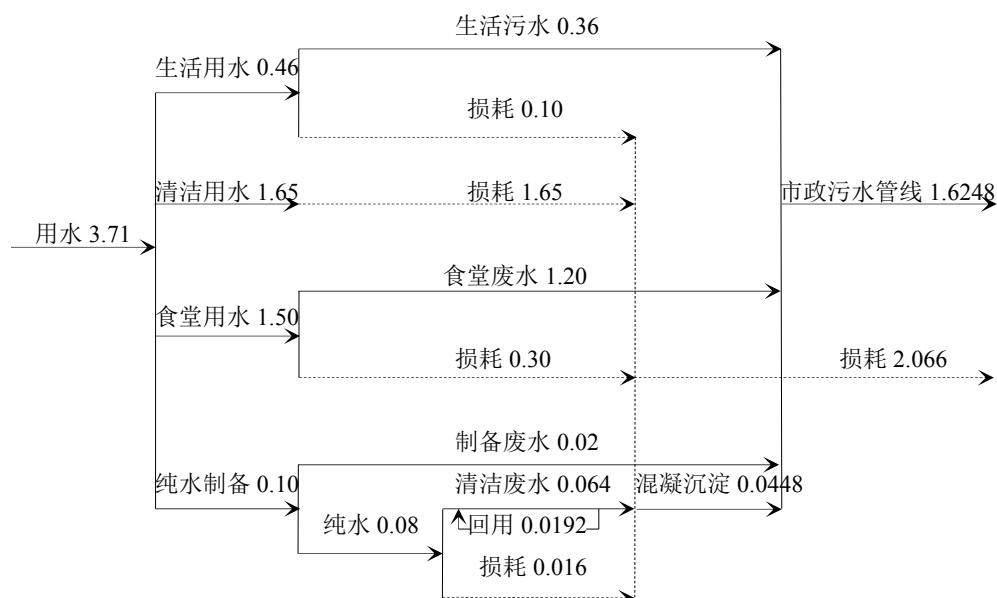 生活污水 0.36
生活用水 0.46
损耗 0.10
清洁用水 1.65
损耗 1.65
市政污水管线 1.6248
用水 3.71
食堂废水 1.20
食堂用水 1.50
损耗 0.30
损耗 2.066
制备废水 0.02
纯水制备 0.10
清洁废水 0.064
混凝沉淀 0.0448
纯水 0.08
回用 0.0192
损耗 0.016